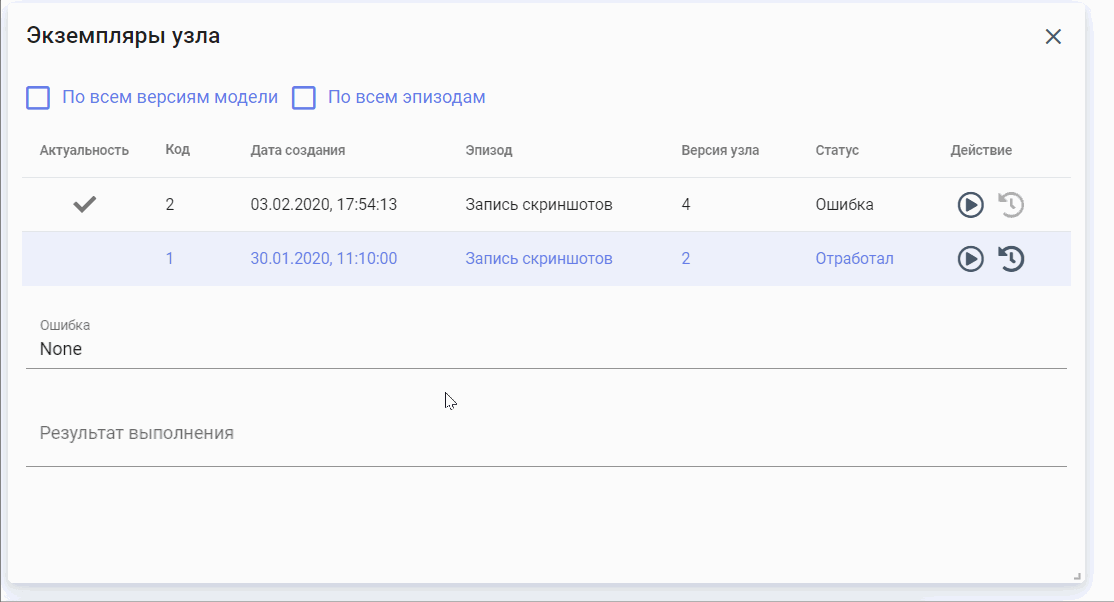 Экземпляры узла
По всем версиям модели По всем эпизодам
Актуальность Код Дата создания Эпизод Версия узла Статус Действие
2 03.02.2020, 17:54:13 Запись скриншотов 4 Ошибка
1 30.01.2020, 11:10:00 Запись скриншотов 2 Отработал
Ошибка
None
Результат выполнения